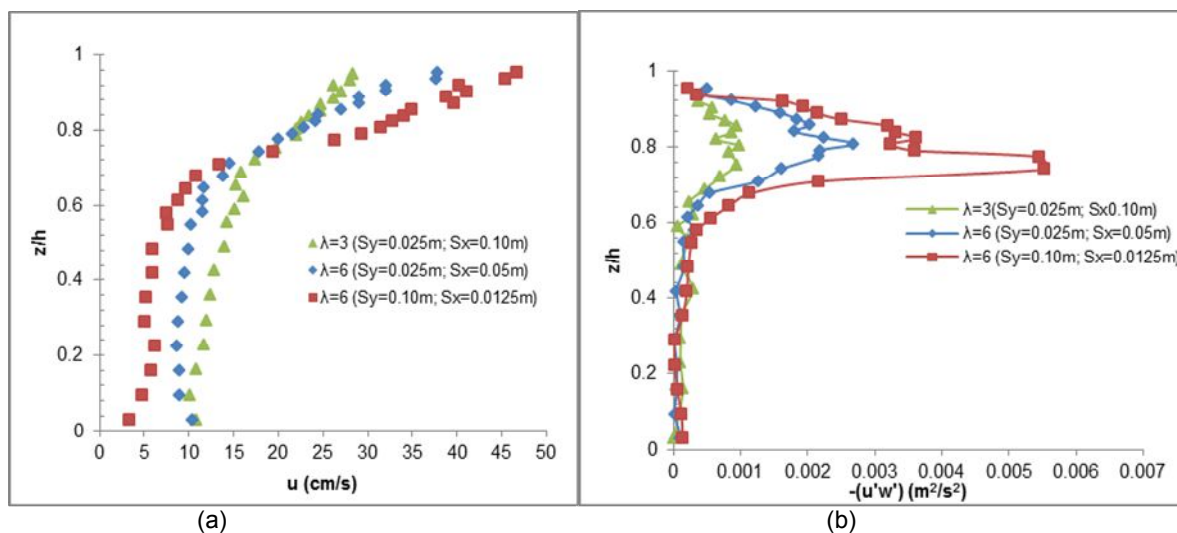 1
0.8
0.6
0.4
0.2
0
z/h
0 5 10 15 20 25 30 35 40 45 50
u (cm/s)
λ=3 (Sy=0.025m; Sx=0.10m)
λ=6 (Sy=0.025m; Sx=0.05m)
λ=6 (Sy=0.10m; Sx=0.0125m)
(a)
1
0.8
0.6
0.4
0.2
0
z/h
0 0.001 0.002 0.003 0.004 0.005 0.006 0.007
-(u'w') (m²/s²)
λ=3(Sy=0.025m; Sx0.10m)
λ=6 (Sy=0.025m; Sx=0.05m)
λ=6 (Sy=0.10m; Sx=0.0125m)
(b)